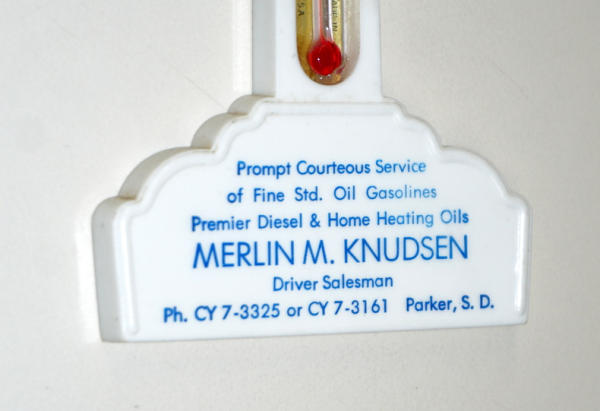 U.S.A
Prompt Courteous Service
of Fine Std. Oil Gasolines
Premier Diesel & Home Heating Oils
MERLIN M. KNUDSEN
Driver Salesman
Ph. CY 7-3325 or CY 7-3161 Parker, S. D.